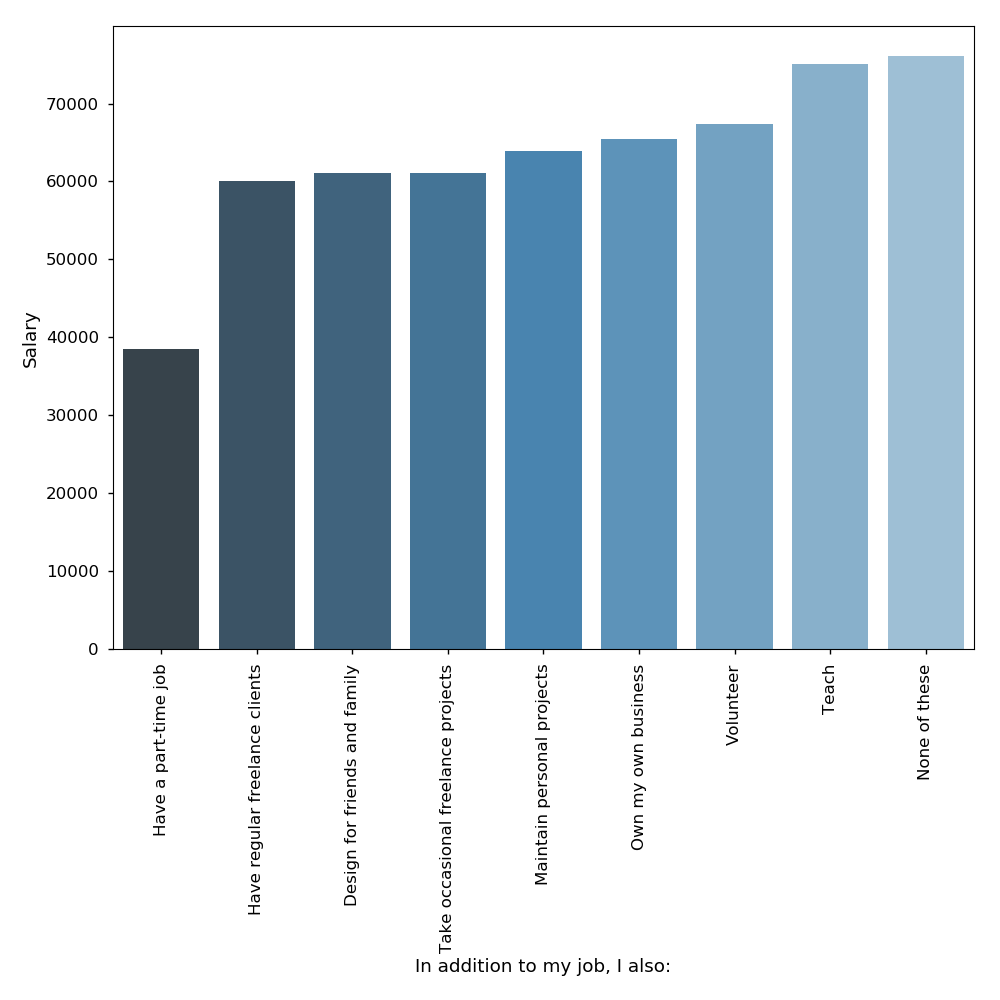 70000
60000
50000
40000
30000
20000
10000
0
Salary
Have a part-time job
Have regular freelance clients
Design for friends and family
Take occasional freelance projects
Maintain personal projects
Own my own business
Volunteer
Teach
None of these
In addition to my job, I also: